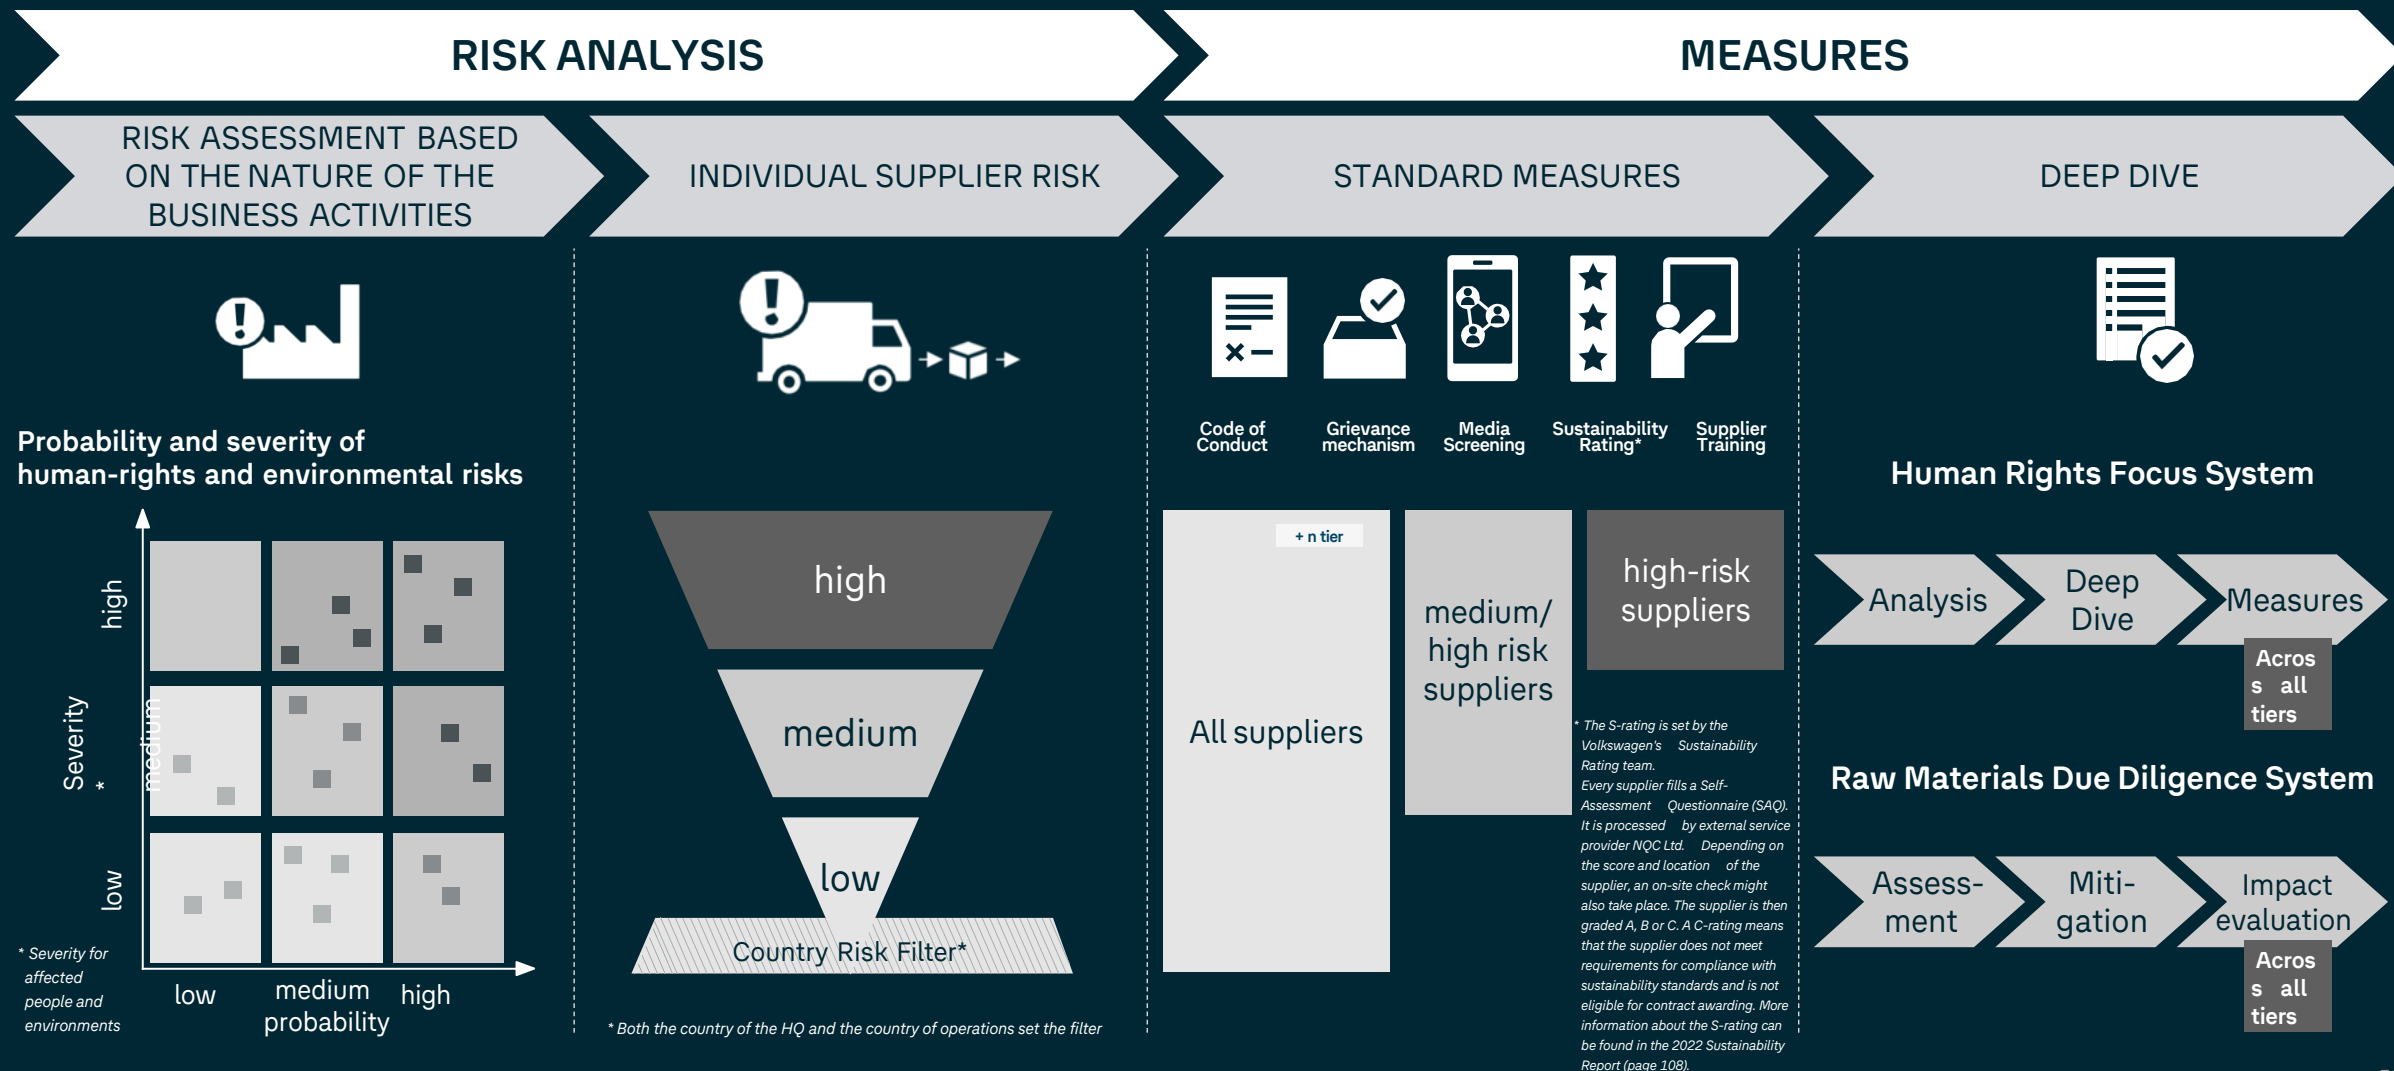 RISK ANALYSIS
MEASURES
RISK ASSESSMENT BASED
ON THE NATURE OF THE
BUSINESS ACTIVITIES
INDIVIDUAL SUPPLIER RISK
STANDARD MEASURES
DEEP DIVE
Probability and severity of
human-rights and environmental risks
high
Severity
*
medium
low
low
medium
high
probability
* Severity for
affected
people and
environments
high
medium
low
Country Risk Filter*
* Both the country of the HQ and the country of operations set the filter
Code of
Conduct
Grievance
mechanism
Media
Screening
Sustainability
Rating*
Supplier
Training
+ n tier
All suppliers
medium/
high risk
suppliers
high-risk
suppliers
* The S-rating is set by the
Volkswagen's Sustainability
Rating team.
Every supplier fills a Self-
Assessment Questionnaire (SAQ).
It is processed by external service
provider NQC Ltd. Depending on
the score and location of the
supplier, an on-site check might
also take place. The supplier is then
graded A, B or C. A C-rating means
that the supplier does not meet
requirements for compliance with
sustainability standards and is not
eligible for contract awarding. More
information about the S-rating can
be found in the 2022 Sustainability
Report (page 108).
Human Rights Focus System
Analysis
Deep
Dive
Measures
Acros
s all
tiers
Raw Materials Due Diligence System
Assess-
ment
Miti-
gation
Impact
evaluation
Acros
s all
tiers